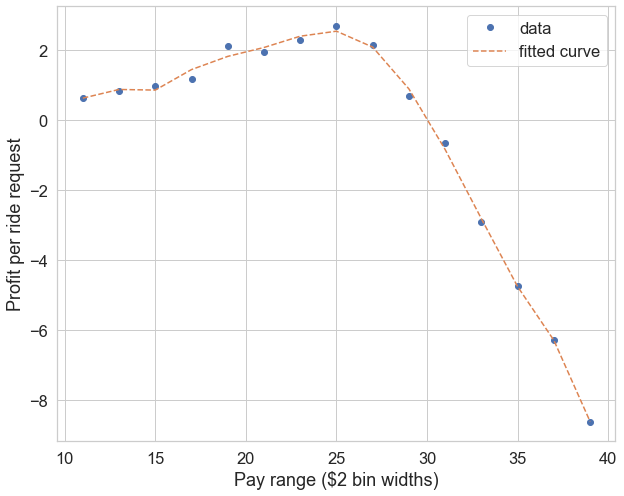 data
fitted curve
2
0
−2
−4
−6
−8
Profit per ride request
10 15 20 25 30 35 40
Pay range ($2 bin widths)